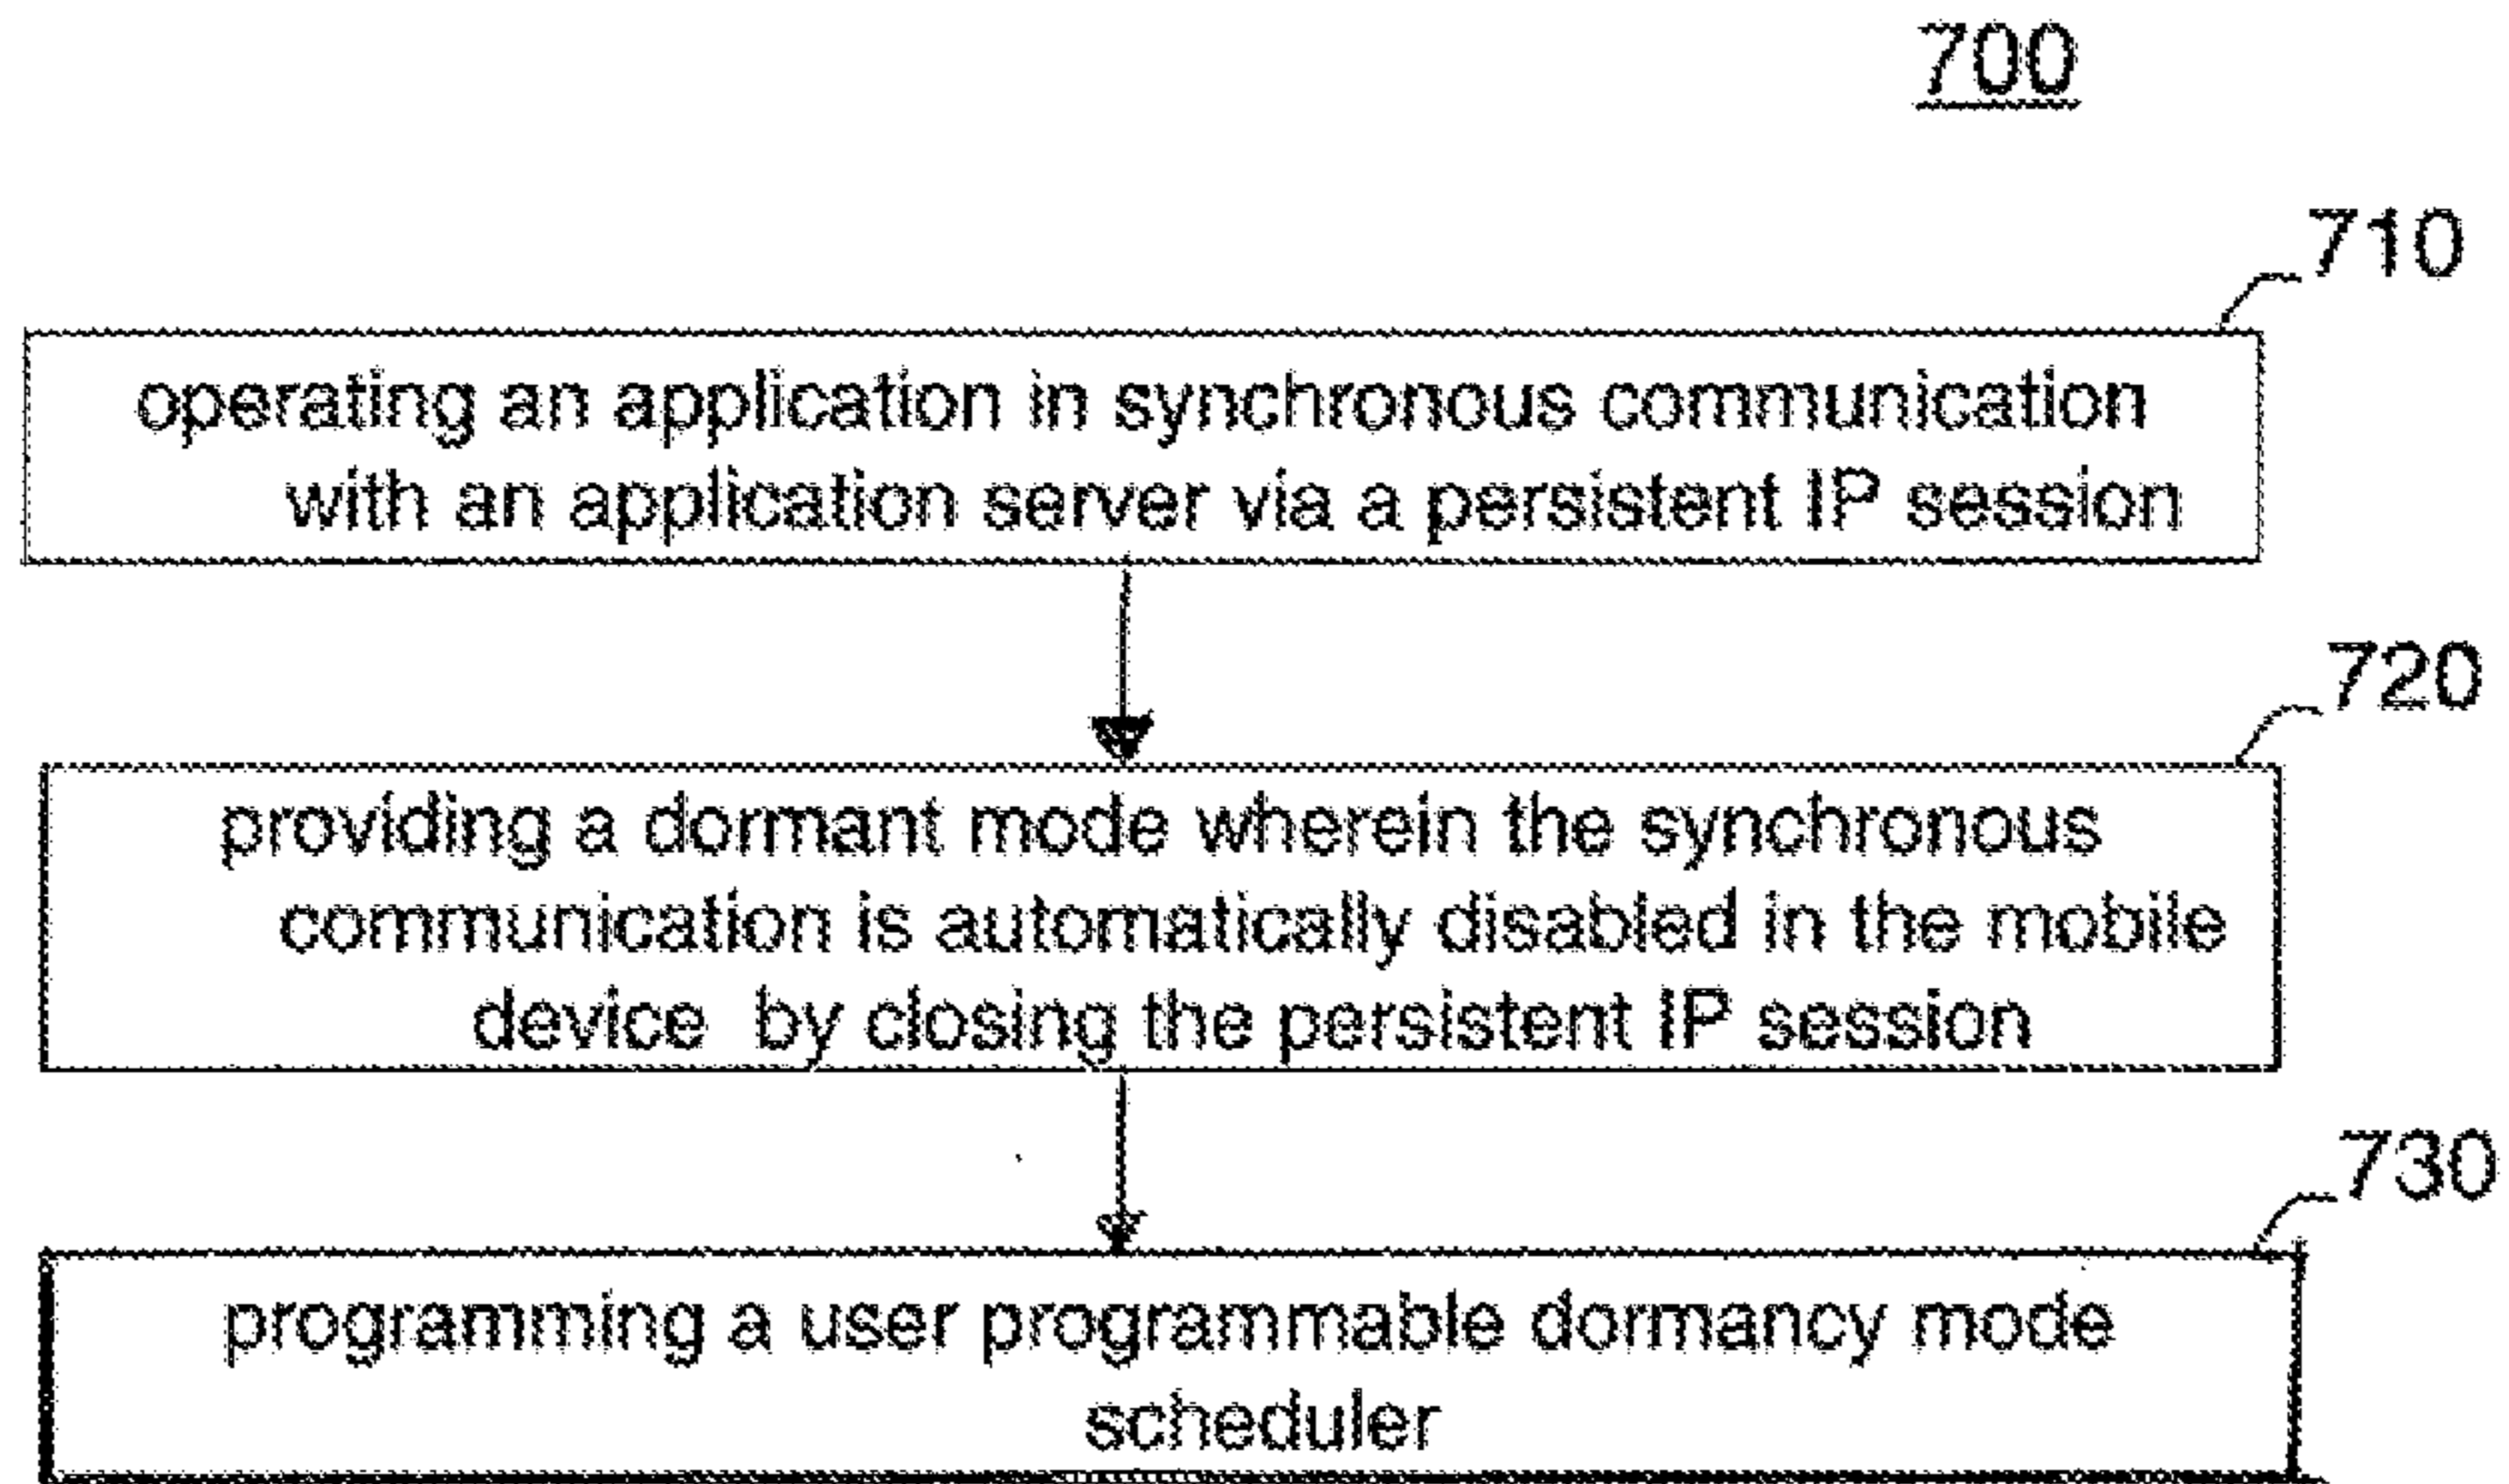 700
710
operating an application in synchronous communication
with an application server via a persistent IP session
720
providing a dormant mode wherein the synchronous
communication is automatically disabled in the mobile
device by closing the persistent IP session
730
programming a user programmable dormancy mode
scheduler